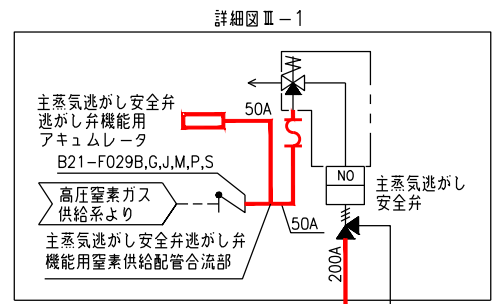 詳細図Ⅲ－1
主蒸気逃がし安全弁
逃がし弁機能用
アキュムレータ
50A
B21-F029B,G,J,M,P,S
高圧窒素ガス
供給系より
NO
主蒸気逃がし
安全弁
50A
主蒸気逃がし安全弁逃がし弁
機能用窒素供給配管合流部
200A